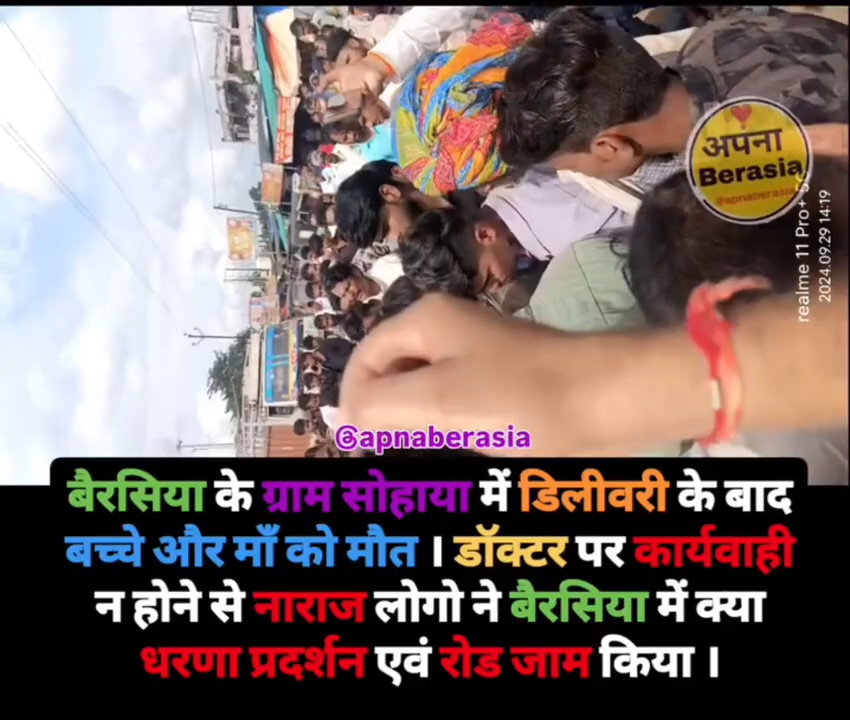 अपना
Berasia
@apnaberasia
realme 11 Pro+ 5G
2024.09.29 14:19
@apnaberasia
बैरसिया के ग्राम सोहाया में डिलीवरी के बाद
बच्चे और माँ को मौत । डॉक्टर पर कार्यवाही
न होने से नाराज लोगो ने बैरसिया में क्या
धरणा प्रदर्शन एवं रोड जाम किया ।